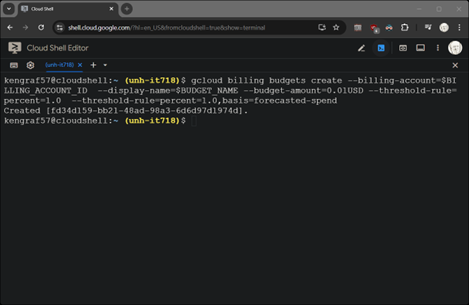 Cloud Shell
shell.cloud.google.com/?hl=en_US&fromcloudshell=true&show=terminal
Cloud Shell Editor
(unh-it718)
kengraf57@cloudshell:~ (unh-it718)$ gcloud billing budgets create --billing-account=$BI
LLING_ACCOUNT_ID  --display-name=$BUDGET_NAME --budget-amount=0.01USD --threshold-rule=
percent=1.0  --threshold-rule=percent=1.0,basis=forecasted-spend
Created [fd34d159-bb21-48ad-98a3-6d6d97d1974d].
kengraf57@cloudshell:~ (unh-it718)$